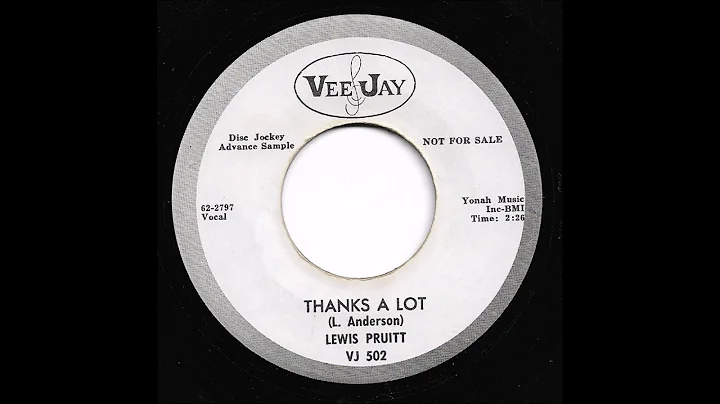 VEE JAY
Disc Jockey
Advance Sample
NOT FOR SALE
62-2797
Vocal
Yonah Music
Inc-BMI
Time: 2:26
THANKS A LOT
(L. Anderson)
LEWIS PRUITT
VJ 502